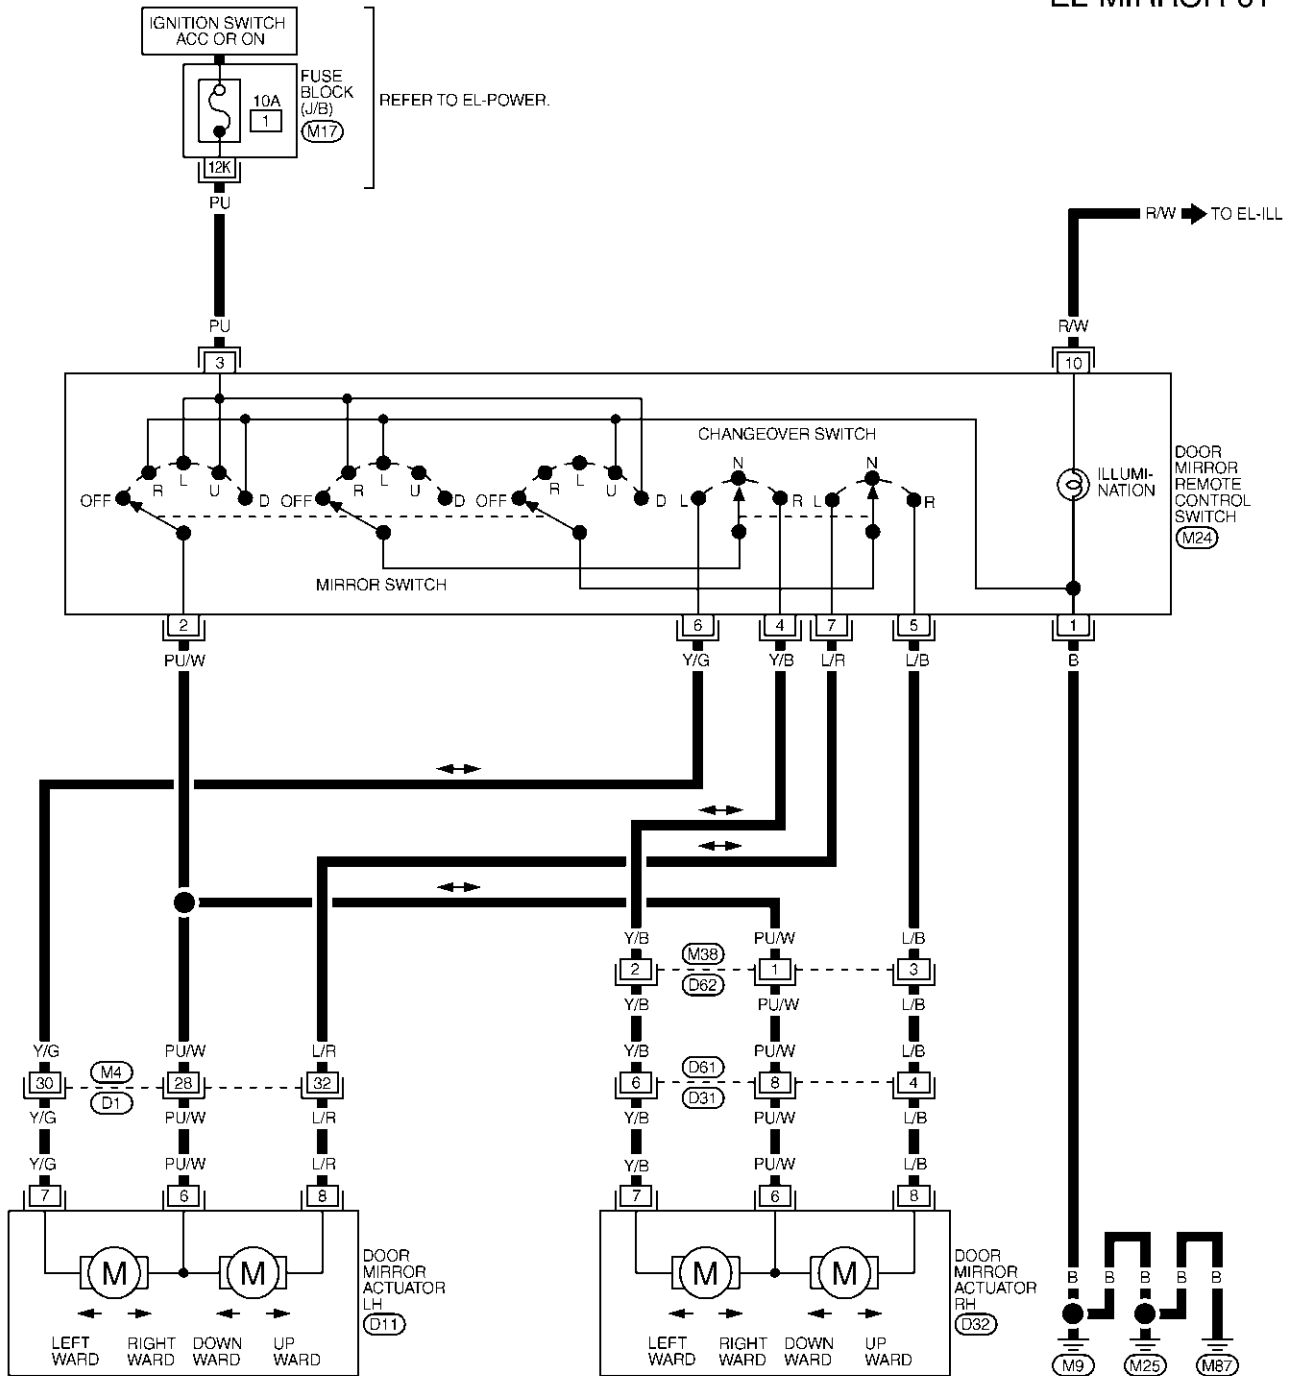 EL-MIRROR-01
IGNITION SWITCH
ACC OR ON
FUSE
BLOCK
(J/B)
M17
10A
1
REFER TO EL-POWER.
12K
PU
R/W
TO EL-ILL
PU
R/W
3
10
CHANGEOVER SWITCH
OFF R L U D
OFF R L U D
OFF R L U D
L N R
L N R
ILLUMI-
NATION
DOOR
MIRROR
REMOTE
CONTROL
SWITCH
M24
MIRROR SWITCH
2 6 4 7 5 1
PU/W Y/G Y/B L/R L/B B
Y/B PU/W L/B
2 M38 1 3
D62
Y/B PU/W L/B
Y/G PU/W L/R Y/B PU/W L/B
30 M4 28 32 6 D61 8 4
D1 D31
Y/G PU/W L/R Y/B PU/W L/B
Y/G PU/W L/R Y/B PU/W L/B
7 6 8 7 6 8
M M M M
DOOR
MIRROR
ACTUATOR
LH
D11
DOOR
MIRROR
ACTUATOR
RH
D32
LEFT
WARD
RIGHT
WARD
DOWN
WARD
UP
WARD
LEFT
WARD
RIGHT
WARD
DOWN
WARD
UP
WARD
B B B B B
M9 M25 M87